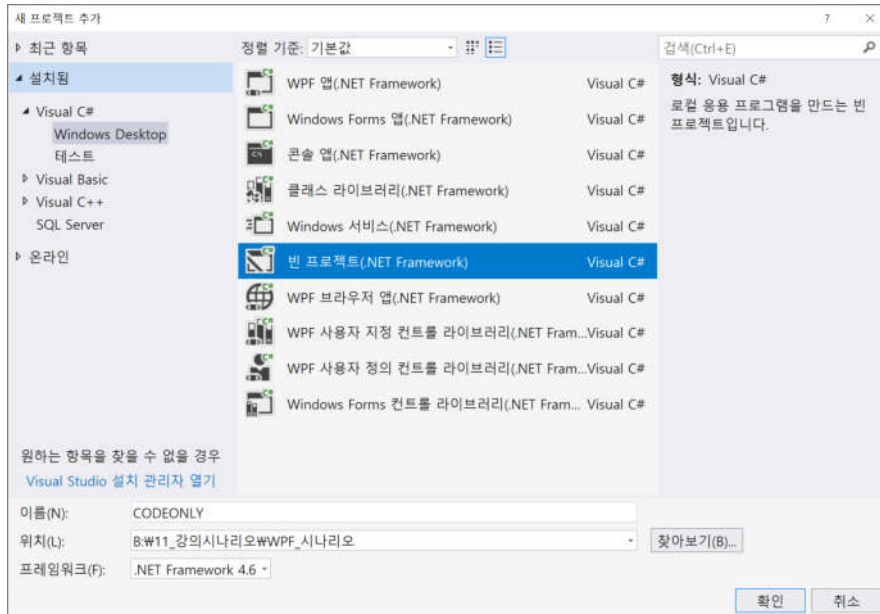 새 프로젝트 추가
최근 항목
설치됨
Visual C#
Windows Desktop
테스트
Visual Basic
Visual C++
SQL Server
온라인
원하는 항목을 찾을 수 없을 경우
Visual Studio 설치 관리자 열기
정렬 기준: 기본값
WPF 앱(.NET Framework) Visual C#
Windows Forms 앱(.NET Framework) Visual C#
콘솔 앱(.NET Framework) Visual C#
클래스 라이브러리(.NET Framework) Visual C#
Windows 서비스(.NET Framework) Visual C#
빈 프로젝트(.NET Framework) Visual C#
WPF 브라우저 앱(.NET Framework) Visual C#
WPF 사용자 지정 컨트롤 라이브러리(.NET Fram... Visual C#
WPF 사용자 정의 컨트롤 라이브러리(.NET Fram... Visual C#
Windows Forms 컨트롤 라이브러리(.NET Fram... Visual C#
검색(Ctrl+E)
형식: Visual C#
로컬 응용 프로그램을 만드는 빈
프로젝트입니다.
이름(N): CODEONLY
위치(L): B:₩11_강의시나리오₩WPF_시나리오 찾아보기(B)...
프레임워크(F): .NET Framework 4.6
확인 취소